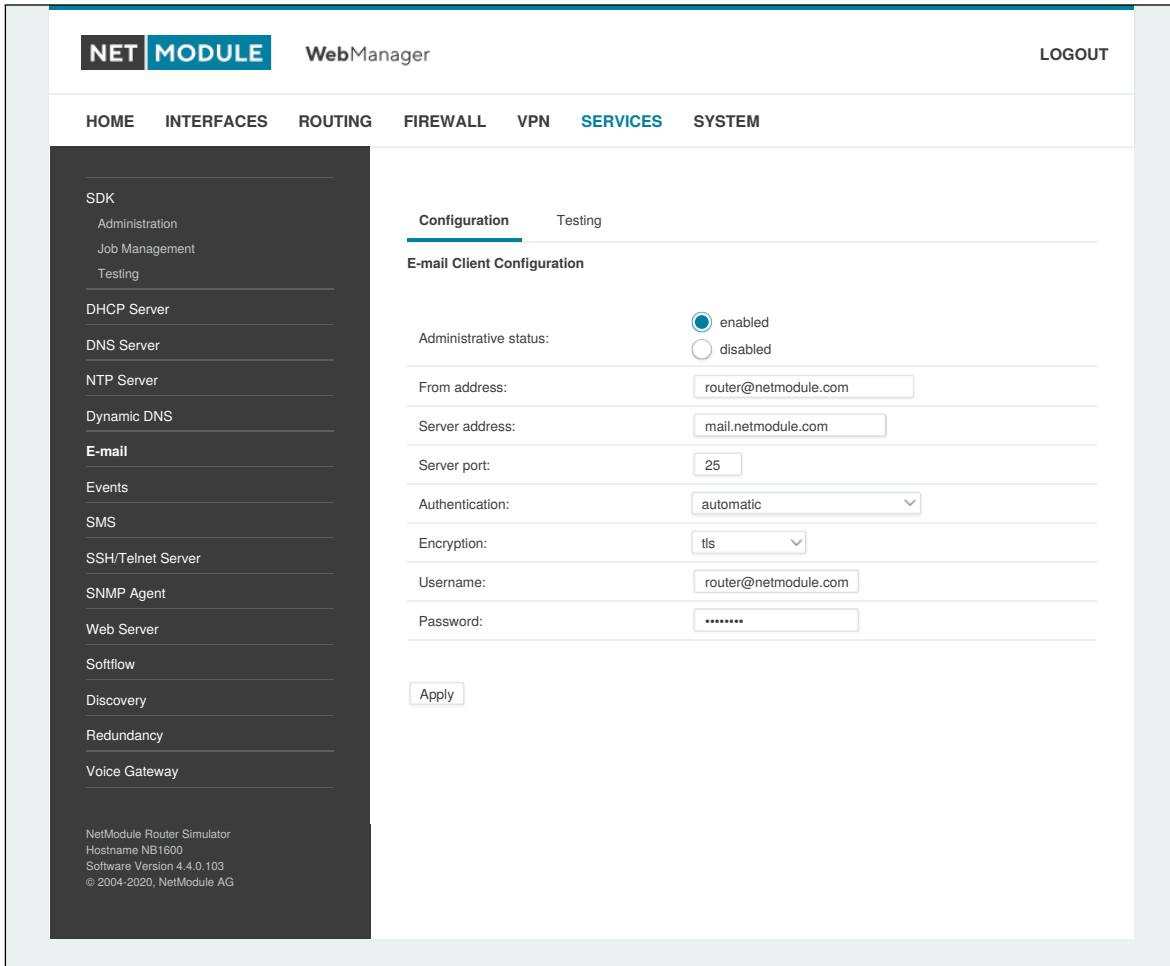 NET MODULE WebManager LOGOUT
HOME INTERFACES ROUTING FIREWALL VPN SERVICES SYSTEM
SDK
Administration
Job Management
Testing
DHCP Server
DNS Server
NTP Server
Dynamic DNS
E-mail
Events
SMS
SSH/Telnet Server
SNMP Agent
Web Server
Softflow
Discovery
Redundancy
Voice Gateway
NetModule Router Simulator
Hostname NB1600
Software Version 4.4.0.103
© 2004-2020, NetModule AG
Configuration Testing
E-mail Client Configuration
Administrative status:
enabled
disabled
From address: router@netmodule.com
Server address: mail.netmodule.com
Server port: 25
Authentication: automatic
Encryption: tls
Username: router@netmodule.com
Password: ••••••••
Apply